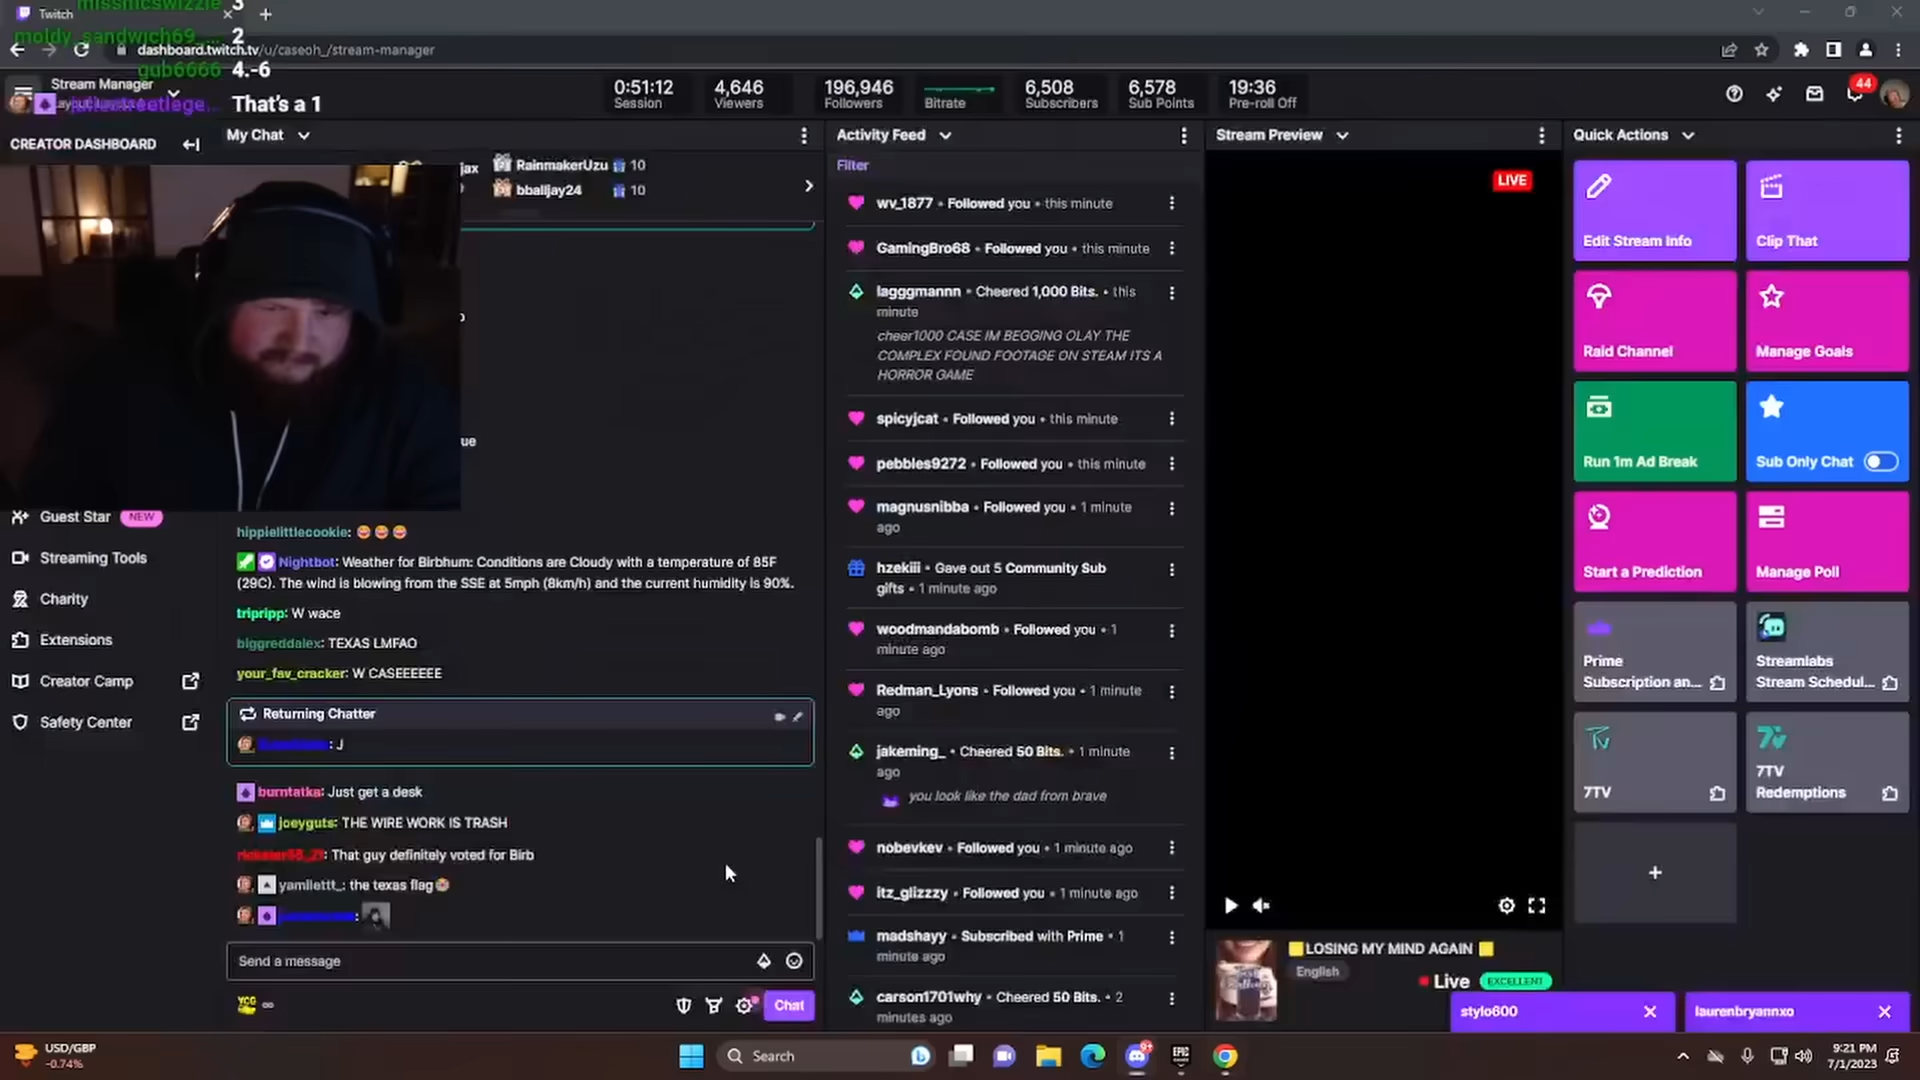 Twitch
missmcswizzle 3
moldy_sandwich69_... 2
gub6666 4.-6
That's a 1
dashboard.twitch.tv/u/caseoh_/stream-manager
Stream Manager
0:51:12
Session
4,646
Viewers
196,946
Followers
Bitrate
6,508
Subscribers
6,578
Sub Points
19:36
Pre-roll Off
44
CREATOR DASHBOARD
Guest Star NEW
Streaming Tools
Charity
Extensions
Creator Camp
Safety Center
My Chat
jax
RainmakerUzu 10
bballjay24 10
ue
hippielittlecookie:
Nightbot: Weather for Birbhum: Conditions are Cloudy with a temperature of 85F
(29C). The wind is blowing from the SSE at 5mph (8km/h) and the current humidity is 90%.
tripripp: W wace
biggreddalex: TEXAS LMFAO
your_fav_cracker: W CASEEEEEE
Returning Chatter
: J
burntatka: Just get a desk
joeyguts: THE WIRE WORK IS TRASH
: That guy definitely voted for Birb
yamliettt_: the texas flag
Send a message
Chat
Activity Feed
Filter
wv_1877 • Followed you • this minute
GamingBro68 • Followed you • this minute
lagggmannn • Cheered 1,000 Bits. • this
minute
cheer1000 CASE IM BEGGING OLAY THE
COMPLEX FOUND FOOTAGE ON STEAM ITS A
HORROR GAME
spicyjcat • Followed you • this minute
pebbles9272 • Followed you • this minute
magnusnibba • Followed you • 1 minute
ago
hzekiii • Gave out 5 Community Sub
gifts • 1 minute ago
woodmandabomb • Followed you • 1
minute ago
Redman_Lyons • Followed you • 1 minute
ago
jakeming_ • Cheered 50 Bits. • 1 minute
ago
you look like the dad from brave
nobevkev • Followed you • 1 minute ago
itz_glizzzy • Followed you • 1 minute ago
madshayy • Subscribed with Prime • 1
minute ago
carson1701why • Cheered 50 Bits. • 2
minutes ago
Stream Preview
LIVE
LOSING MY MIND AGAIN
English
Live EXCELLENT
stylo600
laurenbryannxo
Quick Actions
Edit Stream Info
Clip That
Raid Channel
Manage Goals
Run 1m Ad Break
Sub Only Chat
Start a Prediction
Manage Poll
Prime
Subscription an...
Streamlabs
Stream Schedul...
7TV
7TV
Redemptions
+
USD/GBP
-0.74%
Search
EPIC
9:21 PM
7/1/2023